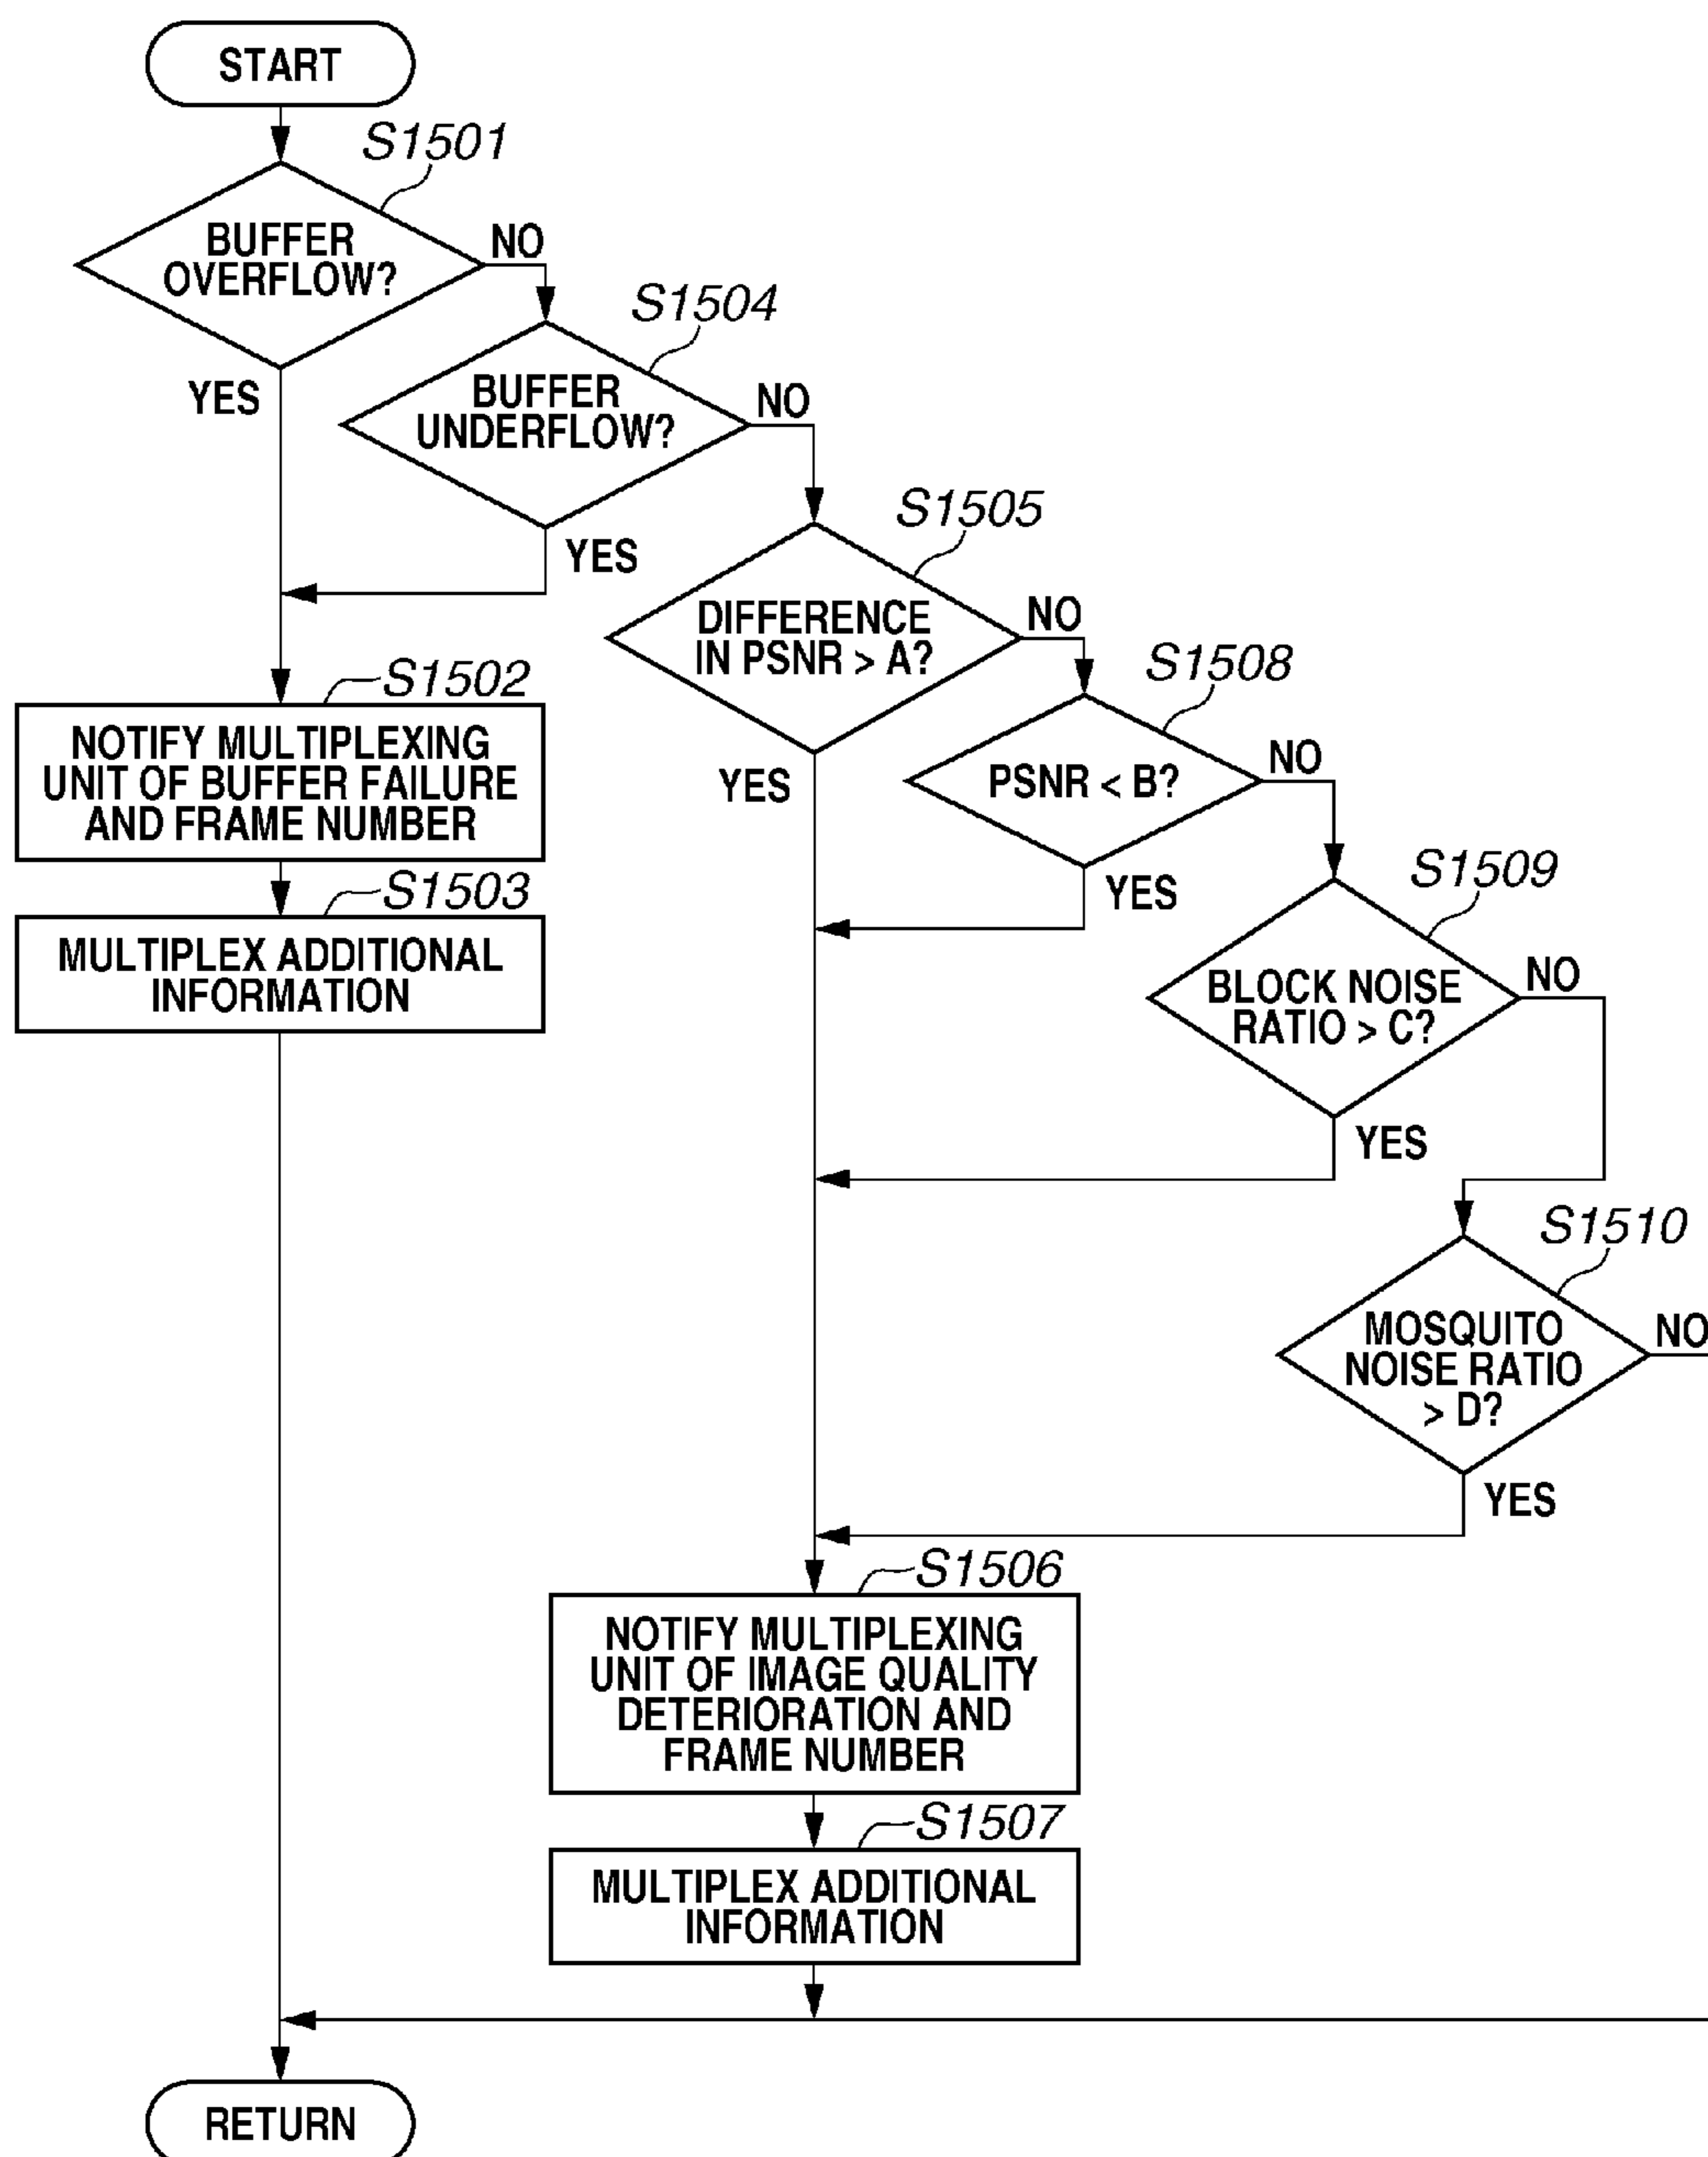 START
S1501
BUFFER
OVERFLOW?
NO
YES
S1504
BUFFER
UNDERFLOW?
NO
YES
S1505
DIFFERENCE
IN PSNR > A?
NO
YES
S1508
PSNR < B?
NO
YES
S1502
NOTIFY MULTIPLEXING
UNIT OF BUFFER FAILURE
AND FRAME NUMBER
S1503
MULTIPLEX ADDITIONAL
INFORMATION
S1509
BLOCK NOISE
RATIO > C?
NO
YES
S1510
MOSQUITO
NOISE RATIO
> D?
NO
YES
S1506
NOTIFY MULTIPLEXING
UNIT OF IMAGE QUALITY
DETERIORATION AND
FRAME NUMBER
S1507
MULTIPLEX ADDITIONAL
INFORMATION
RETURN